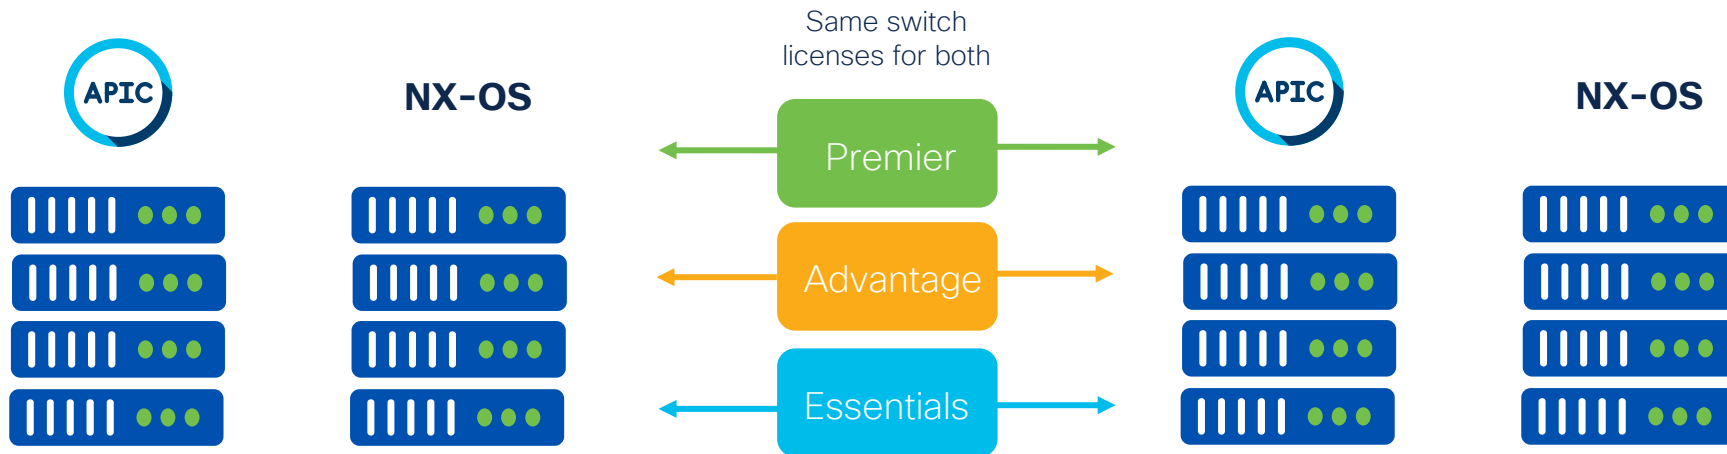 Same switch
licenses for both
APIC
NX-OS
APIC
NX-OS
Premier
Advantage
Essentials